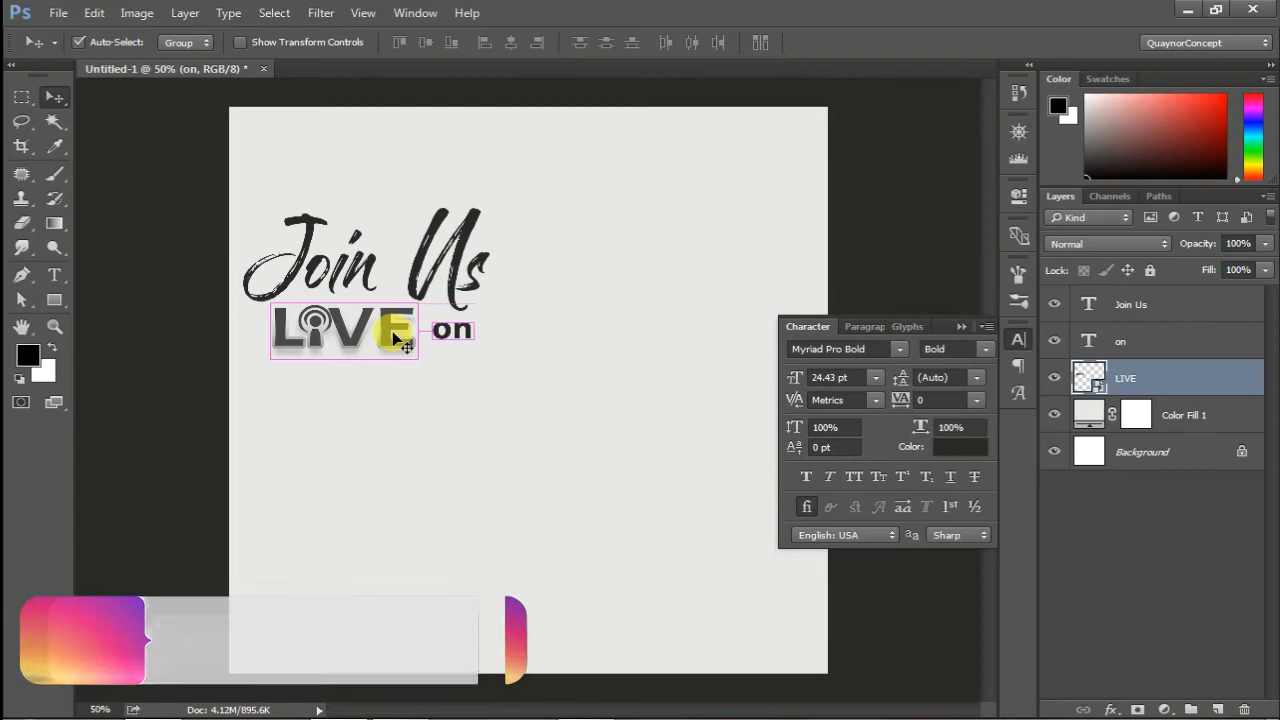 Ps File Edit Image Layer Type Select Filter View Window Help
Auto-Select: Group Show Transform Controls QuaynorConcept
Untitled-1 @ 50% (on, RGB/8) *
Color Swatches
Join Us
LIVE on
Layers Channels Paths
Kind
Normal Opacity: 100%
Lock: Fill: 100%
Join Us
on
LIVE
Color Fill 1
Background
Character Paragrap Glyphs
Myriad Pro Bold Bold
24.43 pt (Auto)
Metrics 0
100% 100%
0 pt Color:
English: USA Sharp
50% Doc: 4.12M/895.6K